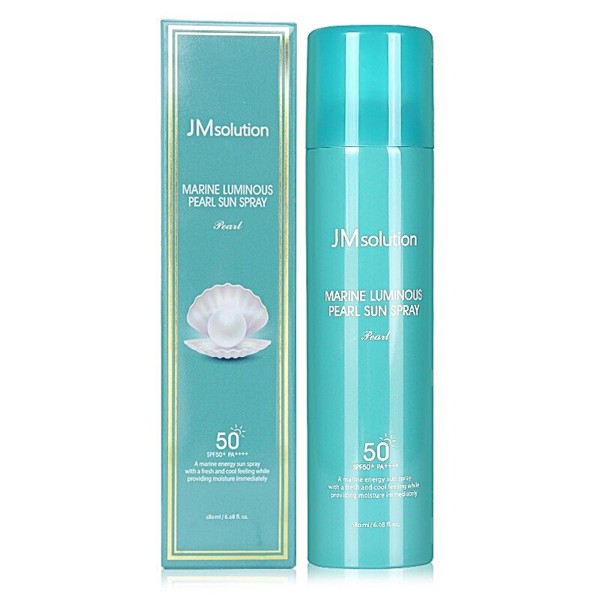 JMsolution
MARINE LUMINOUS
PEARL SUN SPRAY
Pearl
50
SPF50+ PA++++
A marine energy sun spray
with a fresh and cool feeling while
providing moisture immediately
180ml / 6.08 fl. oz.
JMsolution
MARINE LUMINOUS
PEARL SUN SPRAY
Pearl
50
SPF50+ PA++++
A marine energy sun spray
with a fresh and cool feeling while
providing moisture immediately
180ml / 6.08 fl. oz.